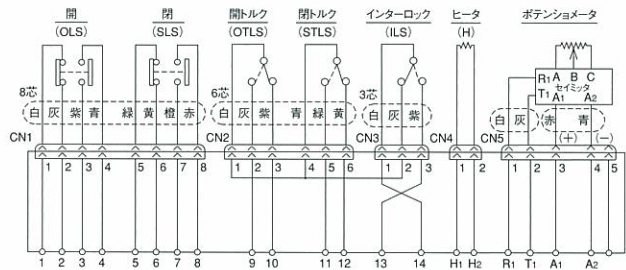 開 閉 開トルク 閉トルク インターロック ヒータ ポテンショメータ
(OLS) (SLS) (OTLS) (STLS) (ILS) (H)
R1 A B C
セイミッタ
T1 A1 A2
8芯 6芯 3芯
白 灰 紫 青 緑 黄 橙 赤 白 灰 紫 青 緑 黄 白 灰 紫 白 灰 赤 青
(+) (-)
CN1 CN2 CN3 CN4 CN5
1 2 3 4 5 6 7 8 1 2 3 4 5 6 1 2 3 1 2 1 2 3 4 5
1 2 3 4 5 6 7 8 9 10 11 12 13 14 H1 H2 R1 T1 A1 A2